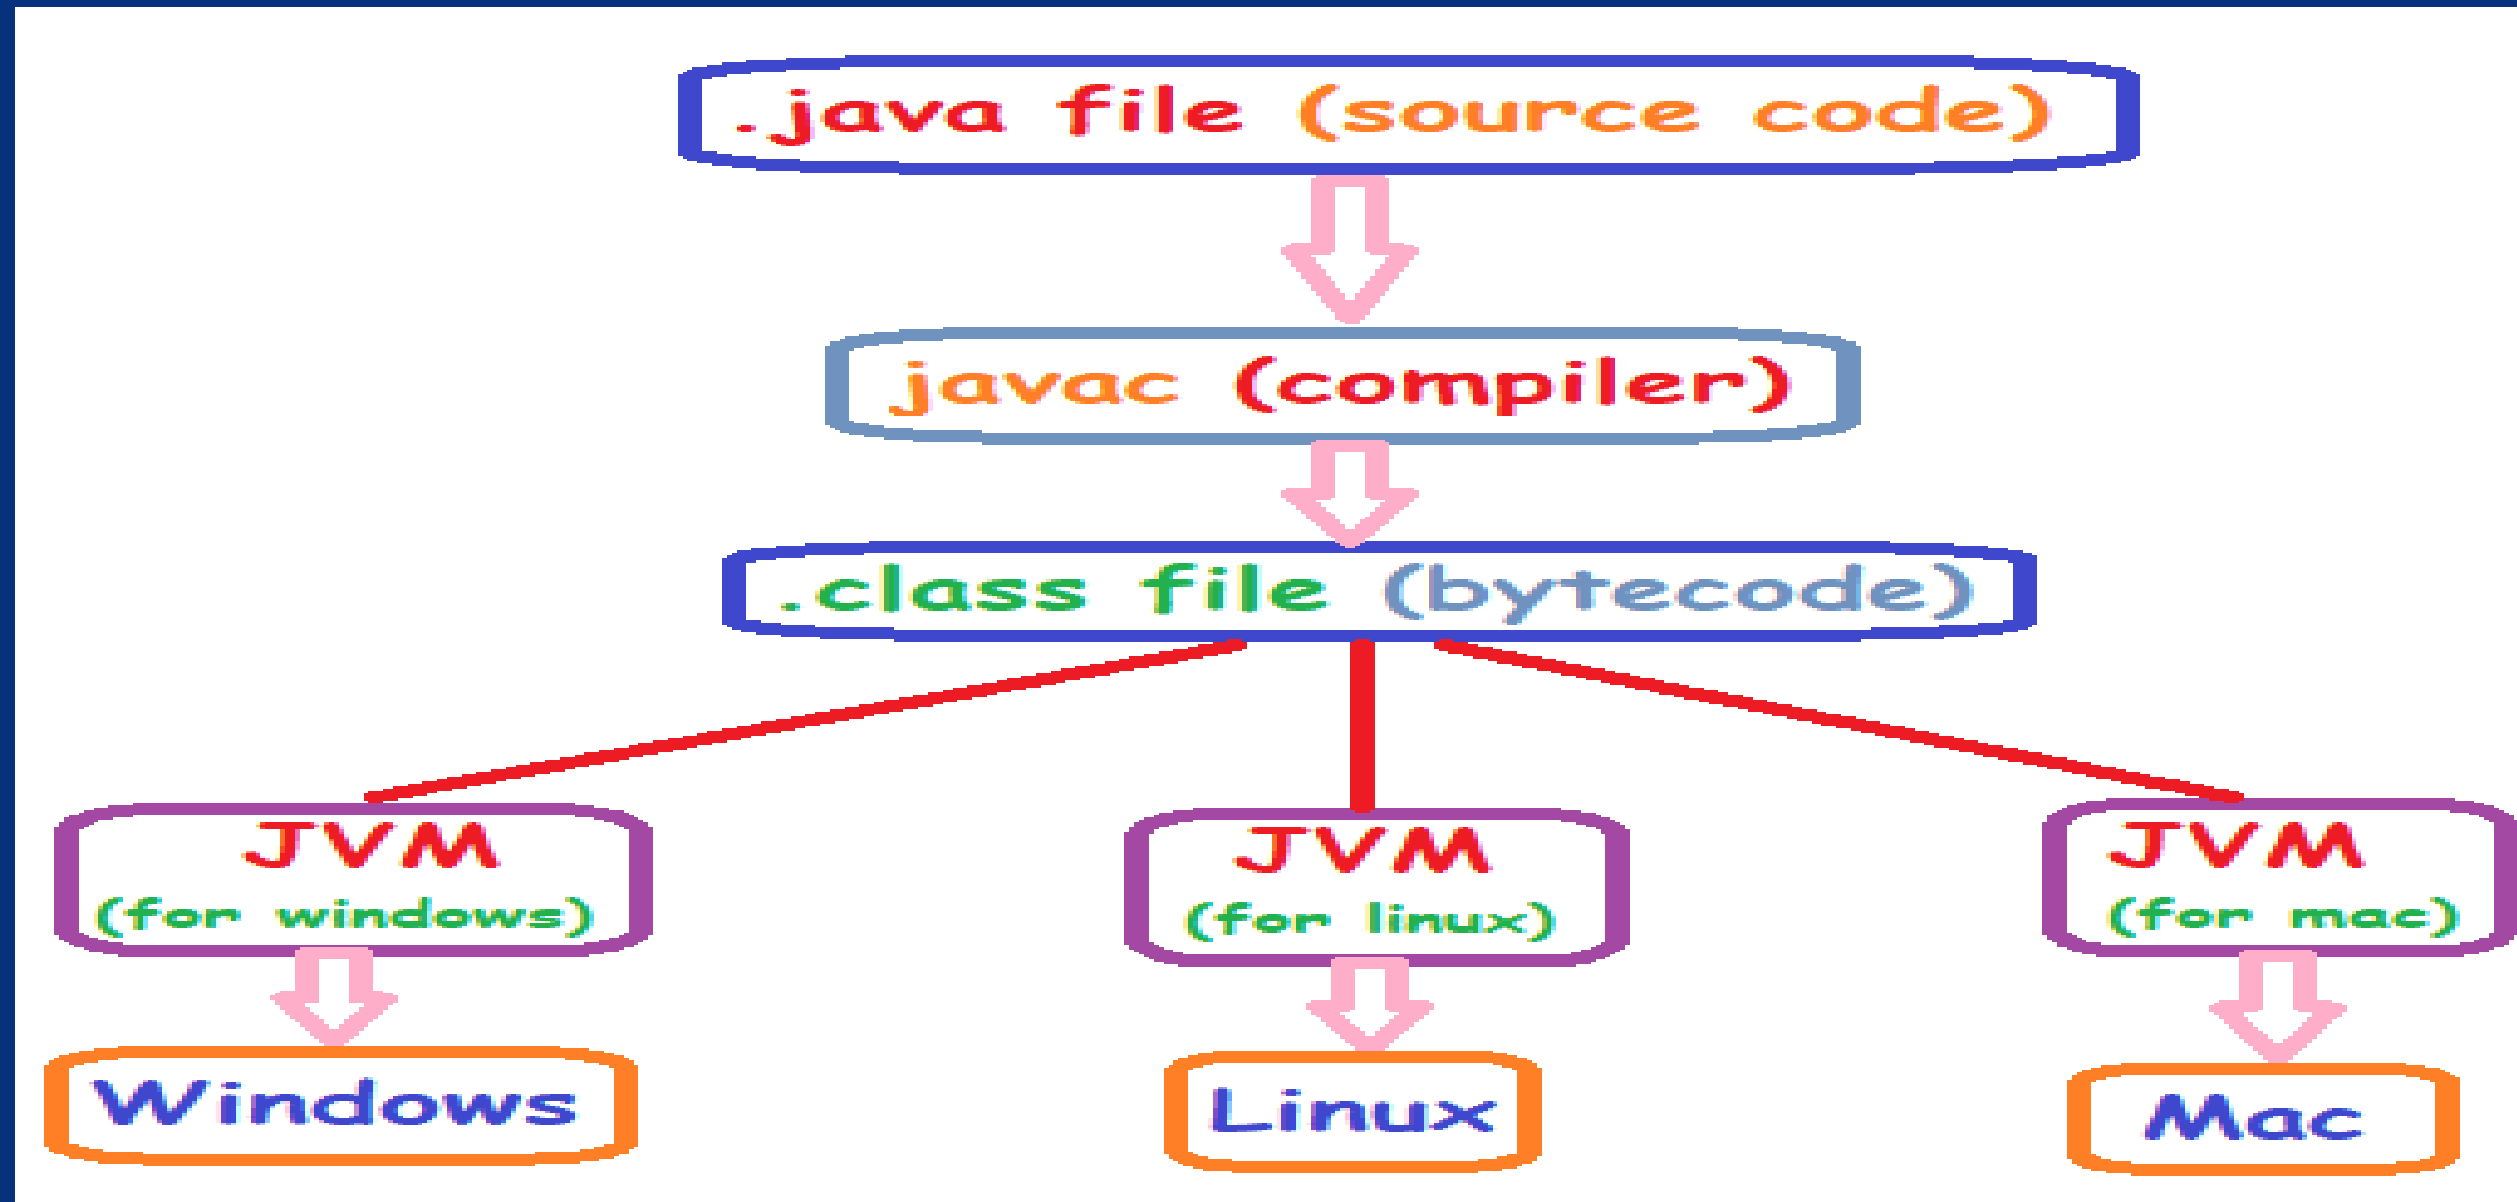 .java file (source code)
javac (compiler)
.class file (bytecode)
JVM
(for windows)
JVM
(for linux)
JVM
(for mac)
Windows
Linux
Mac